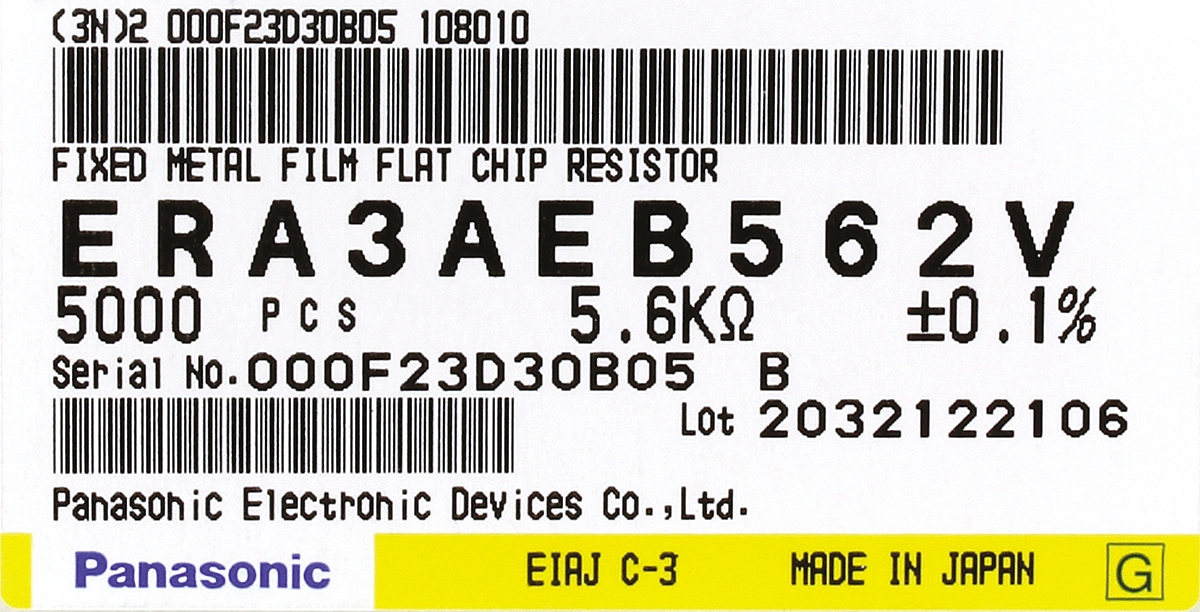 (3N)2 000F23D30B05 108010
FIXED METAL FILM FLAT CHIP RESISTOR
ERA3AEB562V
5000 PCS 5.6KΩ ±0.1%
Serial No.000F23D30B05 B
Lot 2032122106
Panasonic Electronic Devices Co.,Ltd.
Panasonic EIAJ C-3 MADE IN JAPAN G